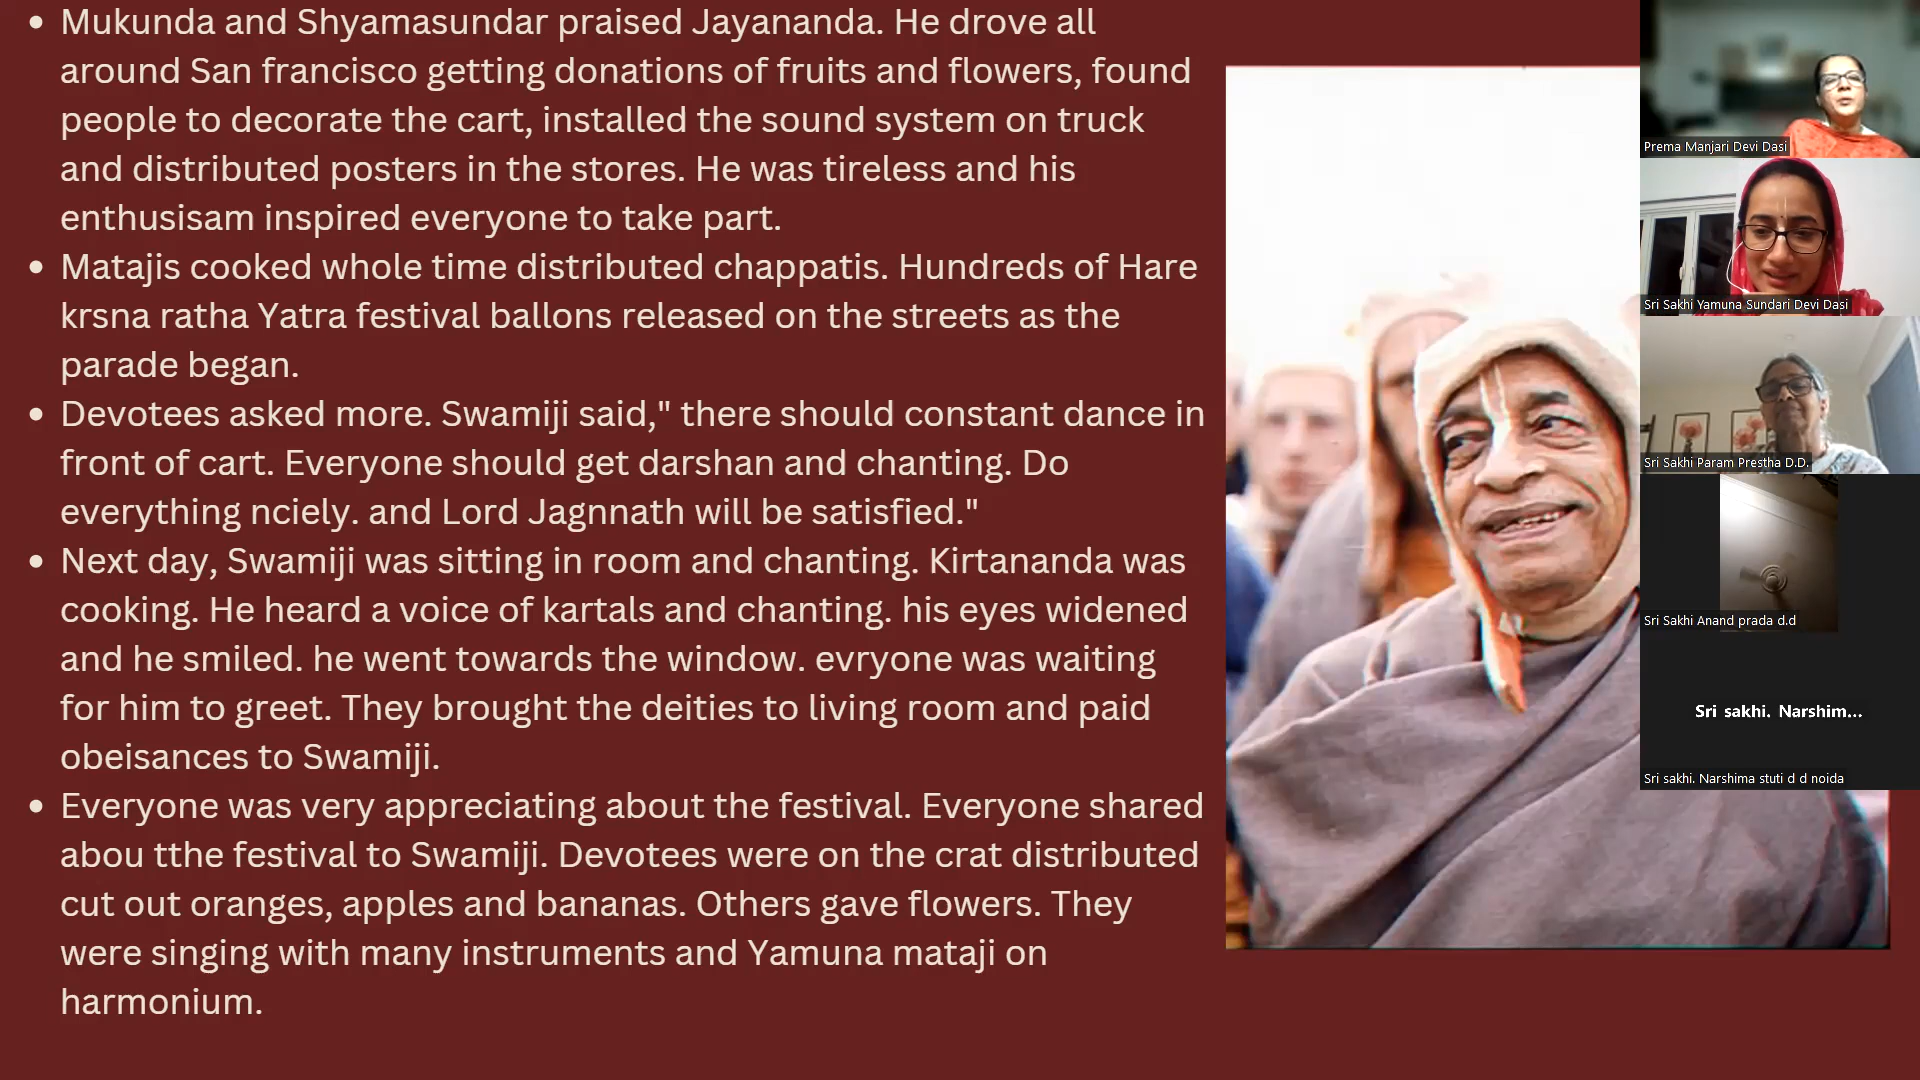 • Mukunda and Shyamasundar praised Jayananda. He drove all
around San francisco getting donations of fruits and flowers, found
people to decorate the cart, installed the sound system on truck
and distributed posters in the stores. He was tireless and his
enthusisam inspired everyone to take part.
• Matajis cooked whole time distributed chappatis. Hundreds of Hare
krsna ratha Yatra festival ballons released on the streets as the
parade began.
• Devotees asked more. Swamiji said," there should constant dance in
front of cart. Everyone should get darshan and chanting. Do
everything nciely. and Lord Jagnnath will be satisfied."
• Next day, Swamiji was sitting in room and chanting. Kirtananda was
cooking. He heard a voice of kartals and chanting. his eyes widened
and he smiled. he went towards the window. evryone was waiting
for him to greet. They brought the deities to living room and paid
obeisances to Swamiji.
• Everyone was very appreciating about the festival. Everyone shared
abou tthe festival to Swamiji. Devotees were on the crat distributed
cut out oranges, apples and bananas. Others gave flowers. They
were singing with many instruments and Yamuna mataji on
harmonium.
Prema Manjari Devi Dasi
Sri Sakhi Yamuna Sundari Devi Dasi
Sri Sakhi Param Prestha D.D.
Sri Sakhi Anand prada d.d
Sri sakhi. Narshim...
Sri sakhi. Narshima stuti d d noida